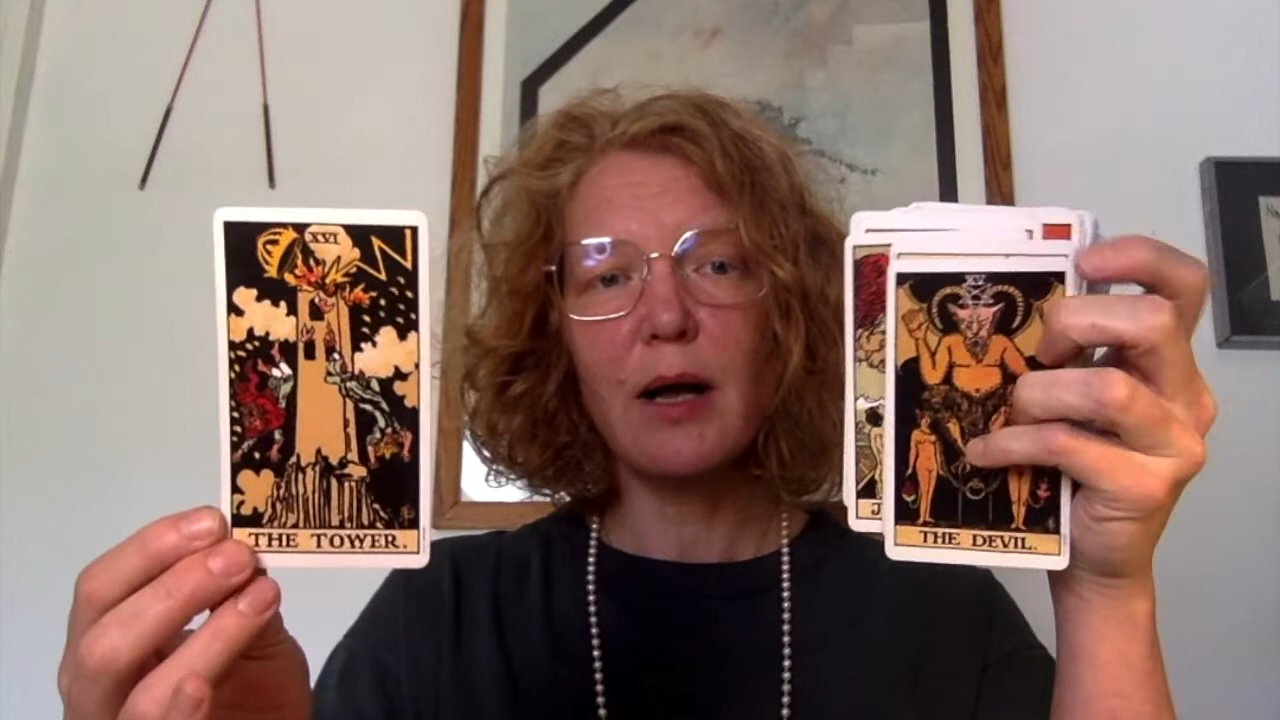 XVI
THE TOWER.
XV
THE DEVIL.
J